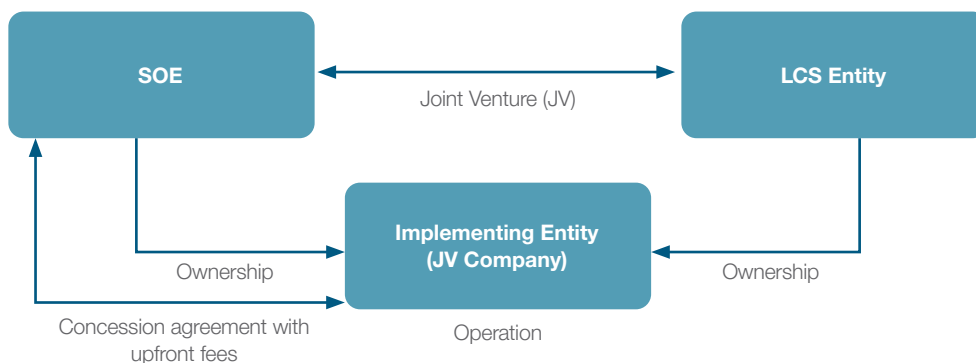 SOE
LCS Entity
Joint Venture (JV)
Implementing Entity
(JV Company)
Ownership
Ownership
Concession agreement with
upfront fees
Operation